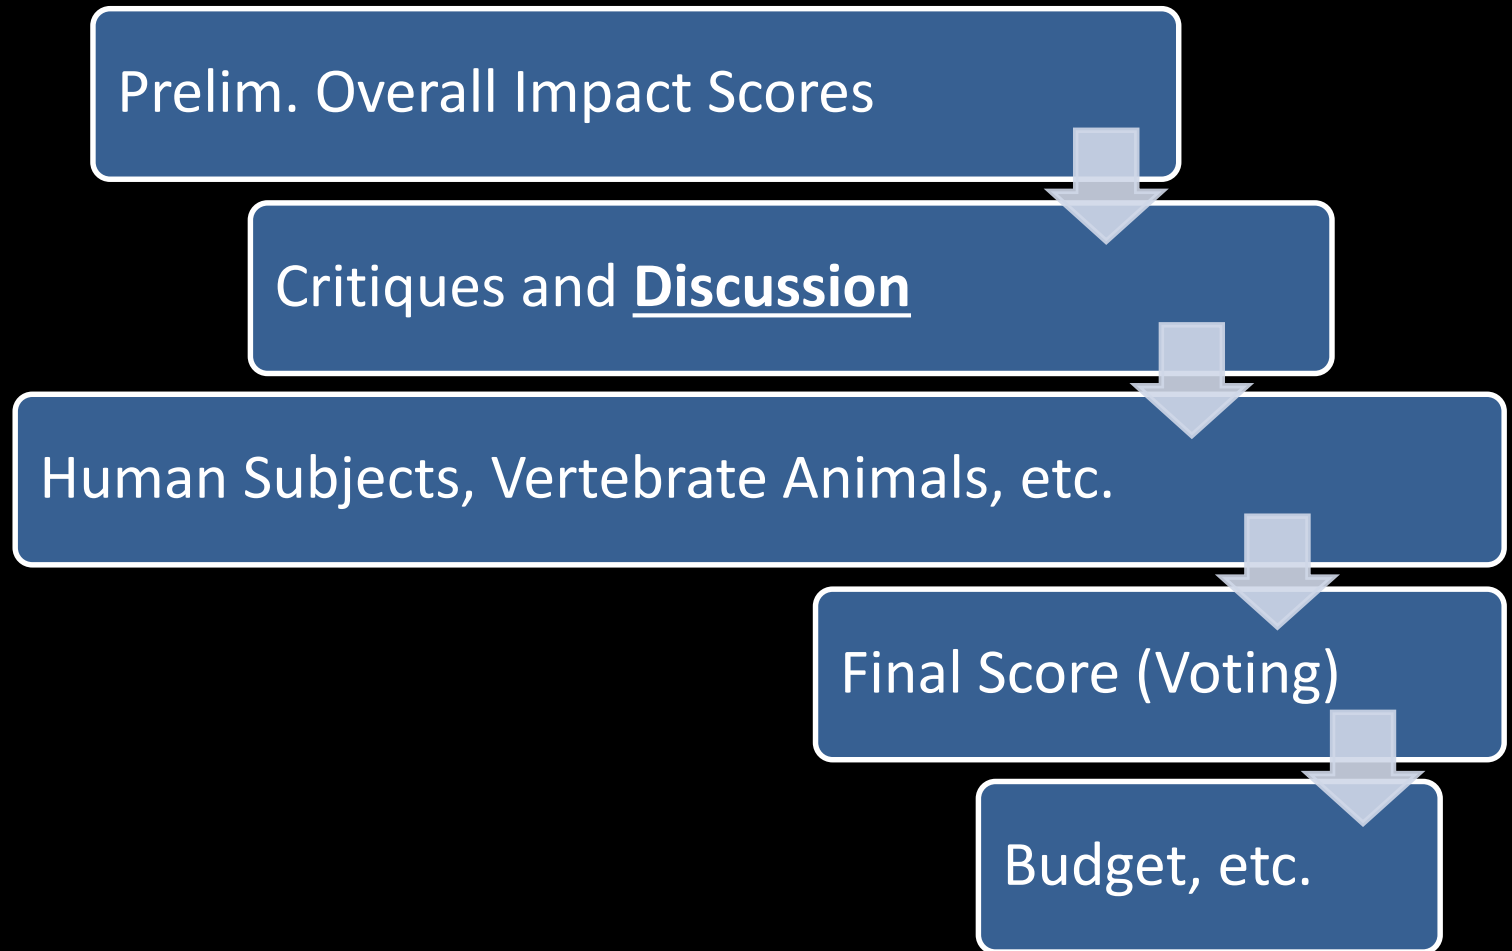 Prelim. Overall Impact Scores
Critiques and Discussion
Human Subjects, Vertebrate Animals, etc.
Final Score (Voting)
Budget, etc.